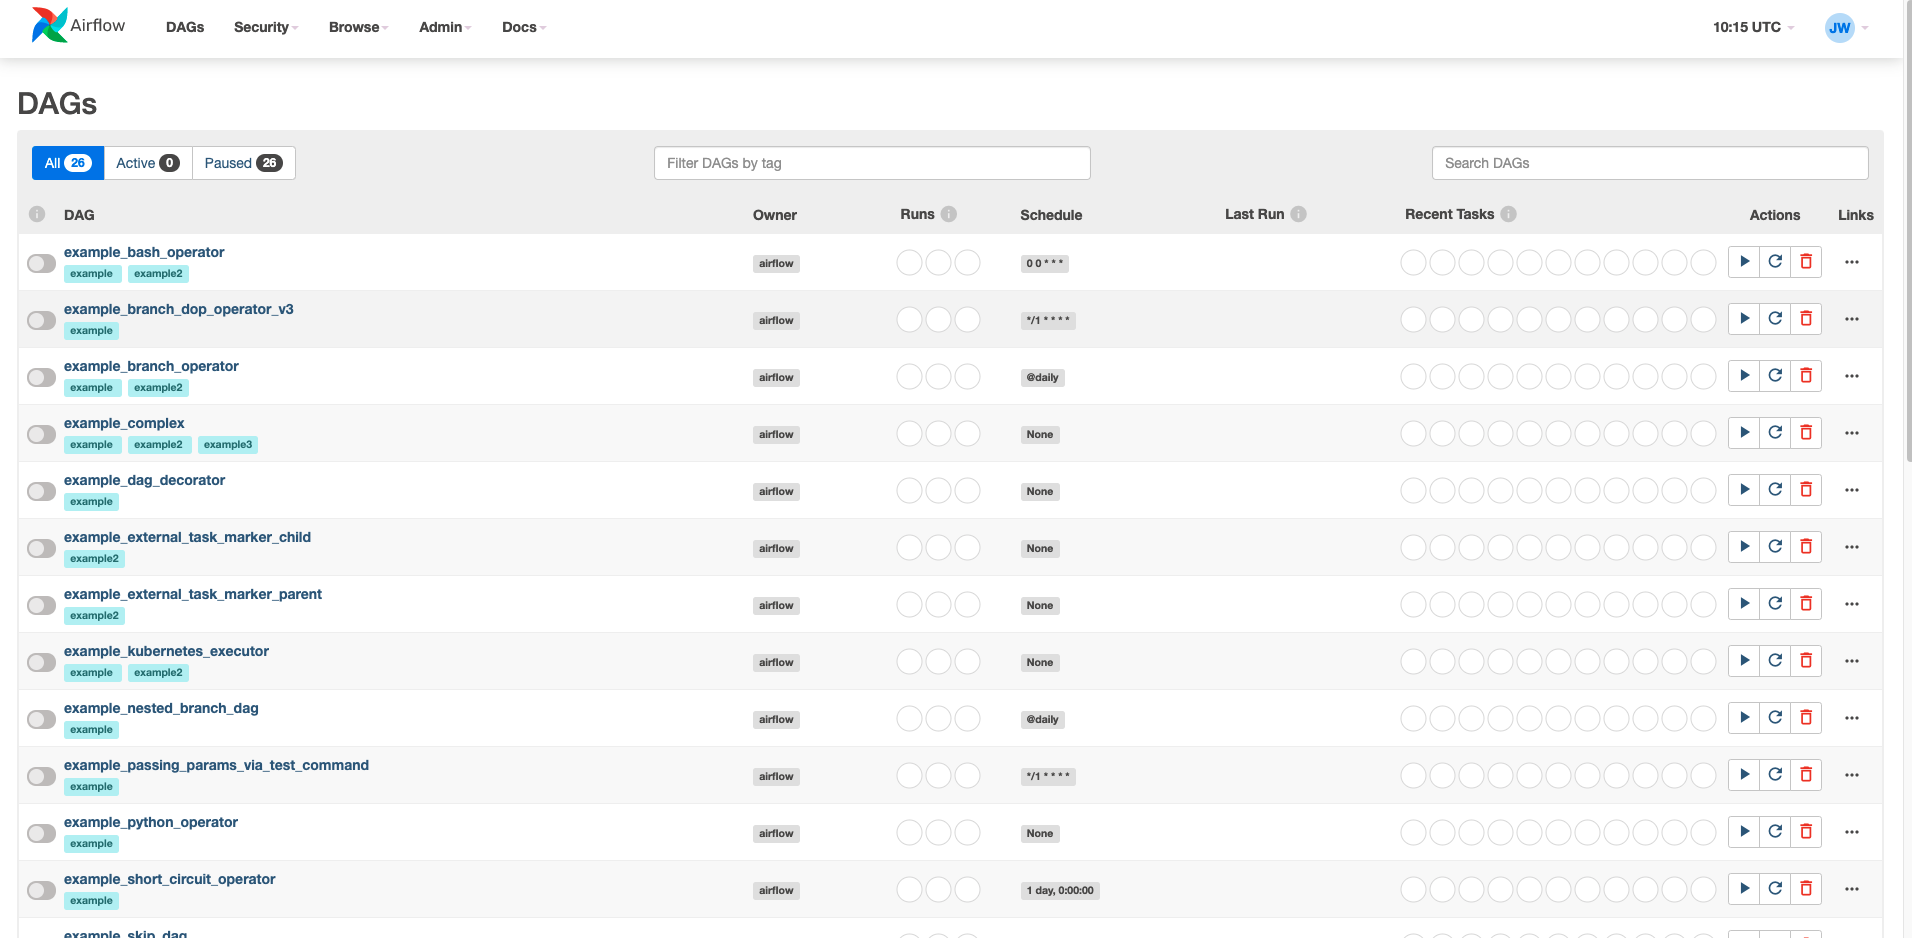 Airflow DAGs Security Browse Admin Docs 10:15 UTC JW
DAGs
All 26 Active 0 Paused 26 Filter DAGs by tag Search DAGs
i DAG Owner Runs i Schedule Last Run i Recent Tasks i Actions Links
example_bash_operator
example example2 airflow 0 0 * * *
example_branch_dop_operator_v3
example airflow */1 * * * *
example_branch_operator
example example2 airflow @daily
example_complex
example example2 example3 airflow None
example_dag_decorator
example airflow None
example_external_task_marker_child
example2 airflow None
example_external_task_marker_parent
example2 airflow None
example_kubernetes_executor
example example2 airflow None
example_nested_branch_dag
example airflow @daily
example_passing_params_via_test_command
example airflow */1 * * * *
example_python_operator
example airflow None
example_short_circuit_operator
example airflow 1 day, 0:00:00
example_skip_dag